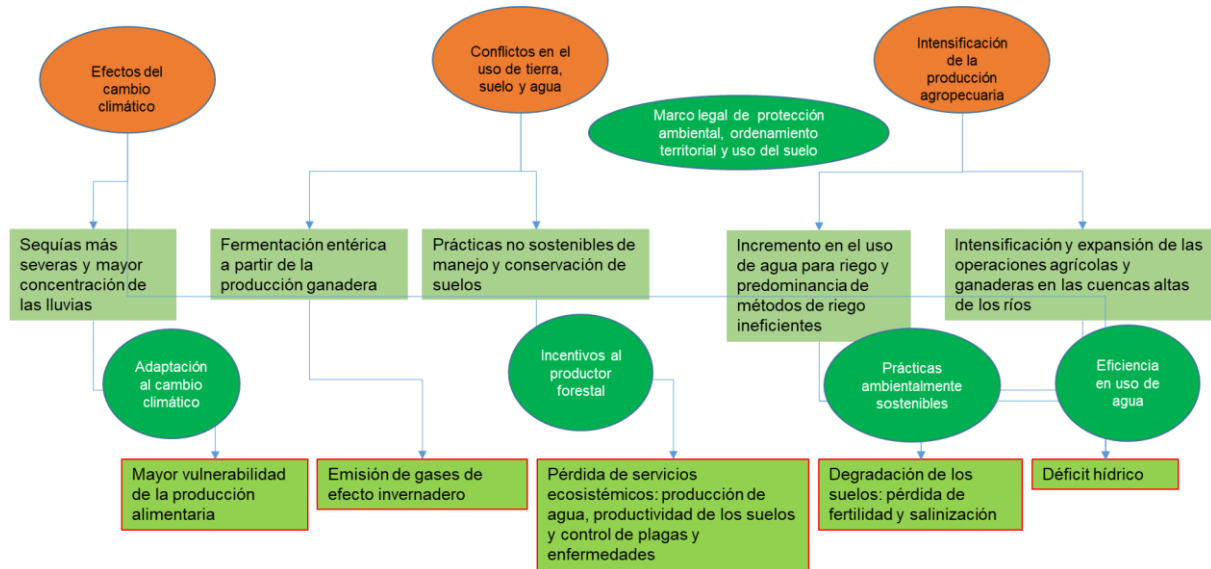 Efectos del
cambio
climático
Conflictos en el
uso de tierra,
suelo y agua
Intensificación
de la
producción
agropecuaria
Marco legal de protección
ambiental, ordenamiento
territorial y uso del suelo
Sequías más
severas y mayor
concentración de
las lluvias
Fermentación entérica
a partir de la
producción ganadera
Prácticas no sostenibles de
manejo y conservación de
suelos
Incremento en el uso
de agua para riego y
predominancia de
métodos de riego
ineficientes
Intensificación y expansión de las
operaciones agrícolas y
ganaderas en las cuencas altas
de los ríos
Adaptación
al cambio
climático
Incentivos al
productor
forestal
Prácticas
ambientalmente
sostenibles
Eficiencia
en uso de
agua
Mayor vulnerabilidad
de la producción
alimentaria
Emisión de gases de
efecto invernadero
Pérdida de servicios
ecosistémicos: producción de
agua, productividad de los suelos
y control de plagas y
enfermedades
Degradación de los
suelos: pérdida de
fertilidad y salinización
Déficit hídrico